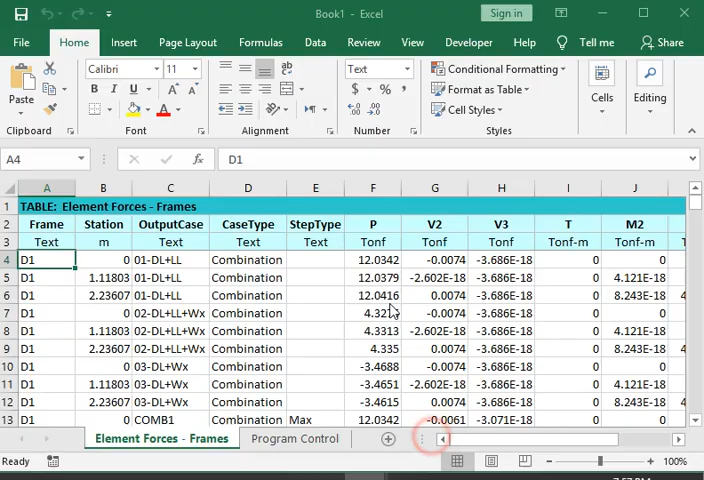 Book1 - Excel
Sign in
File Home Insert Page Layout Formulas Data Review View Developer Help Tell me Share
Paste
Calibri 11
B I U
Text
Conditional Formatting
Format as Table
Cell Styles
Cells
Editing
Clipboard Font Alignment Number Styles
A4 fx D1
A B C D E F G H I J
1 TABLE: Element Forces - Frames
2 Frame Station OutputCase CaseType StepType P V2 V3 T M2
3 Text m Text Text Text Tonf Tonf Tonf Tonf-m Tonf-m
4 D1 0 01-DL+LL Combination 12.0342 -0.0074 -3.686E-18 0 0
5 D1 1.11803 01-DL+LL Combination 12.0379 -2.602E-18 -3.686E-18 0 4.121E-18
6 D1 2.23607 01-DL+LL Combination 12.0416 0.0074 -3.686E-18 0 8.243E-18
7 D1 0 02-DL+LL+Wx Combination -0.0074 -3.686E-18 0 0
8 D1 1.11803 02-DL+LL+Wx Combination 4.3313 -2.602E-18 -3.686E-18 0 4.121E-18
9 D1 2.23607 02-DL+LL+Wx Combination 4.335 0.0074 -3.686E-18 0 8.243E-18
10 D1 0 03-DL+Wx Combination -3.4688 -0.0074 -3.686E-18 0 0
11 D1 1.11803 03-DL+Wx Combination -3.4651 -2.602E-18 -3.686E-18 0 4.121E-18
12 D1 2.23607 03-DL+Wx Combination -3.4615 0.0074 -3.686E-18 0 8.243E-18
13 D1 0 COMB1 Combination Max 12.0342 -0.0061 -3.071E-18 0 0
Element Forces - Frames Program Control
Ready 100%